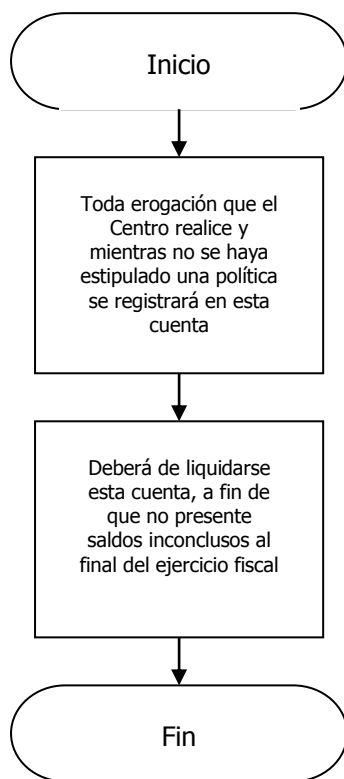 Inicio
Toda erogación que el
Centro realice y
mientras no se haya
estipulado una política
se registrará en esta
cuenta
Deberá de liquidarse
esta cuenta, a fin de
que no presente
saldos inconclusos al
final del ejercicio fiscal
Fin